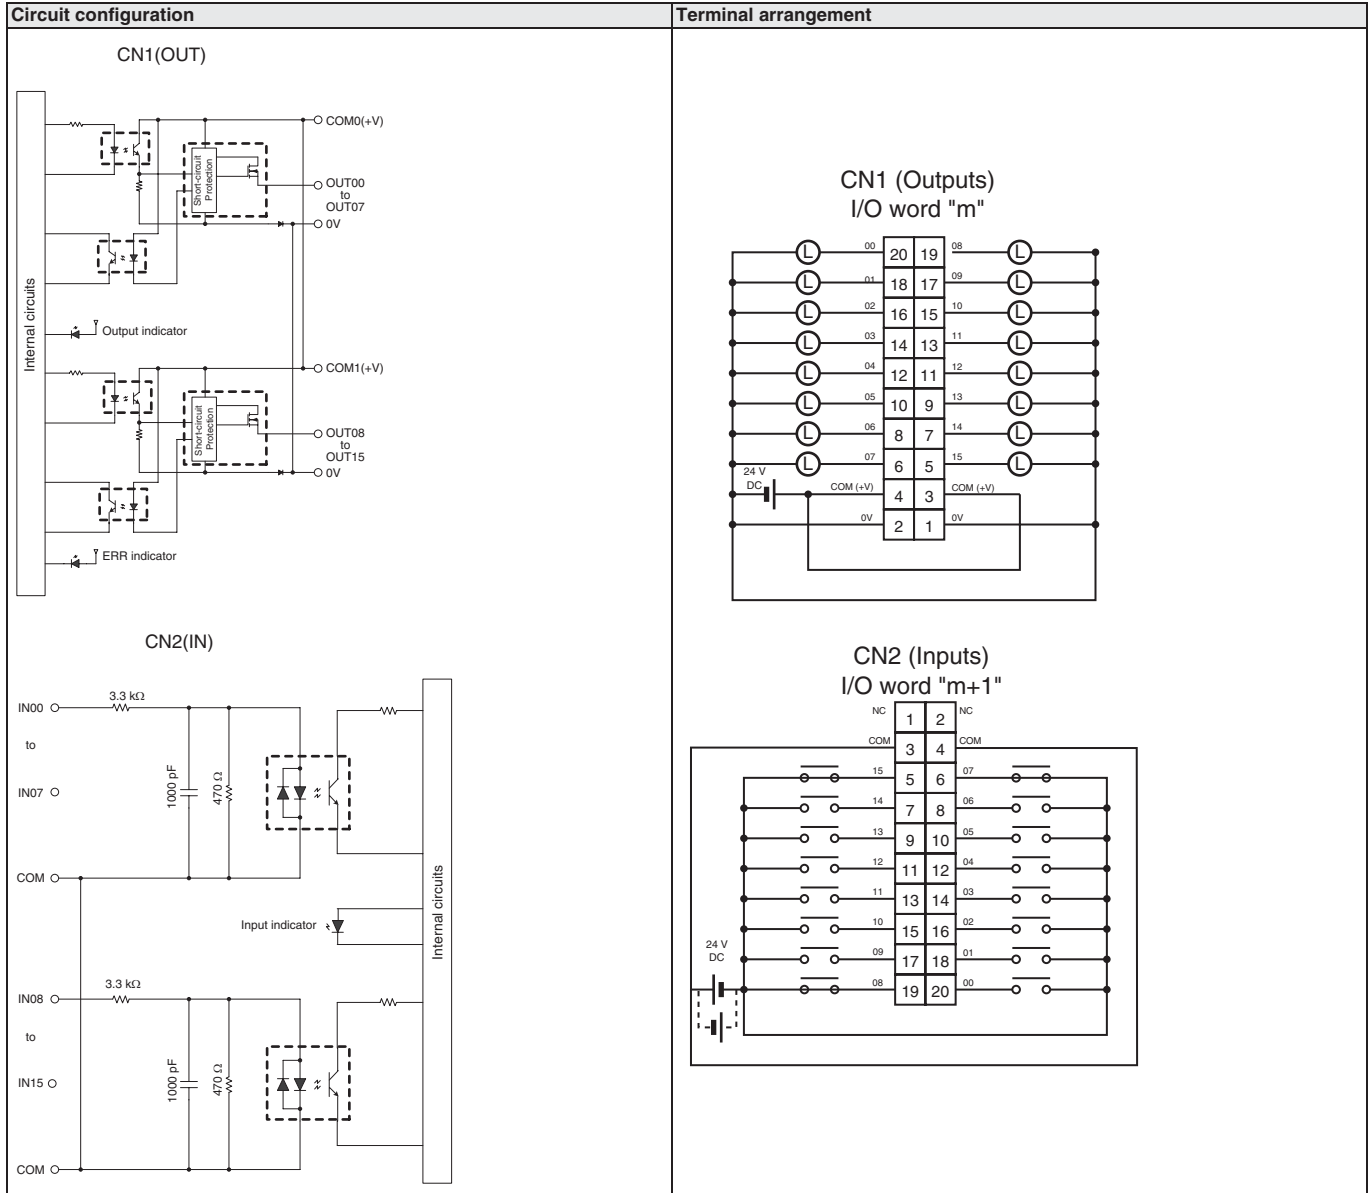 Circuit configuration
Terminal arrangement
CN1(OUT)
Internal circuits
COM0(+V)
Short-circuit
Protection
OUT00
to
OUT07
0V
Output indicator
COM1(+V)
Short-circuit
Protection
OUT08
to
OUT15
0V
ERR indicator
CN2(IN)
IN00
3.3 kΩ
to
IN07
1000 pF
470 Ω
COM
Input indicator
Internal circuits
IN08
3.3 kΩ
to
IN15
1000 pF
470 Ω
COM
CN1 (Outputs)
I/O word "m"
L 00 20 19 08 L
L 01 18 17 09 L
L 02 16 15 10 L
L 03 14 13 11 L
L 04 12 11 12 L
L 05 10 9 13 L
L 06 8 7 14 L
L 07 6 5 15 L
24 V
DC
COM (+V) 4 3 COM (+V)
0V 2 1 0V
CN2 (Inputs)
I/O word "m+1"
NC 1 2 NC
COM 3 4 COM
15 5 6 07
14 7 8 06
13 9 10 05
12 11 12 04
11 13 14 03
10 15 16 02
09 17 18 01
24 V
DC
08 19 20 00